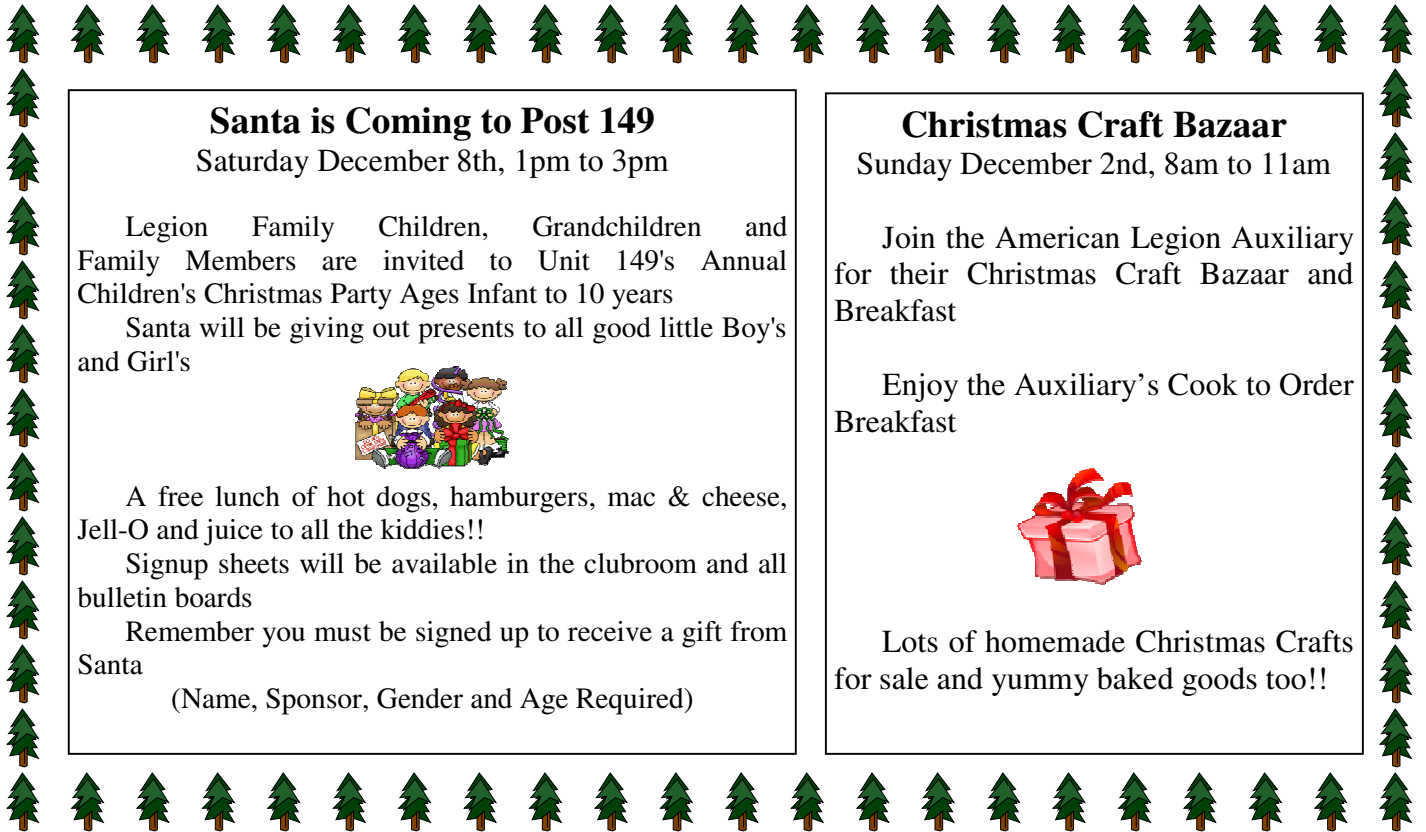 Santa is Coming to Post 149
Saturday December 8th, 1pm to 3pm
Legion Family Children, Grandchildren and
Family Members are invited to Unit 149's Annual
Children's Christmas Party Ages Infant to 10 years
Santa will be giving out presents to all good little Boy's
and Girl's
A free lunch of hot dogs, hamburgers, mac & cheese,
Jell-O and juice to all the kiddies!!
Signup sheets will be available in the clubroom and all
bulletin boards
Remember you must be signed up to receive a gift from
Santa
(Name, Sponsor, Gender and Age Required)
Christmas Craft Bazaar
Sunday December 2nd, 8am to 11am
Join the American Legion Auxiliary
for their Christmas Craft Bazaar and
Breakfast
Enjoy the Auxiliary’s Cook to Order
Breakfast
Lots of homemade Christmas Crafts
for sale and yummy baked goods too!!